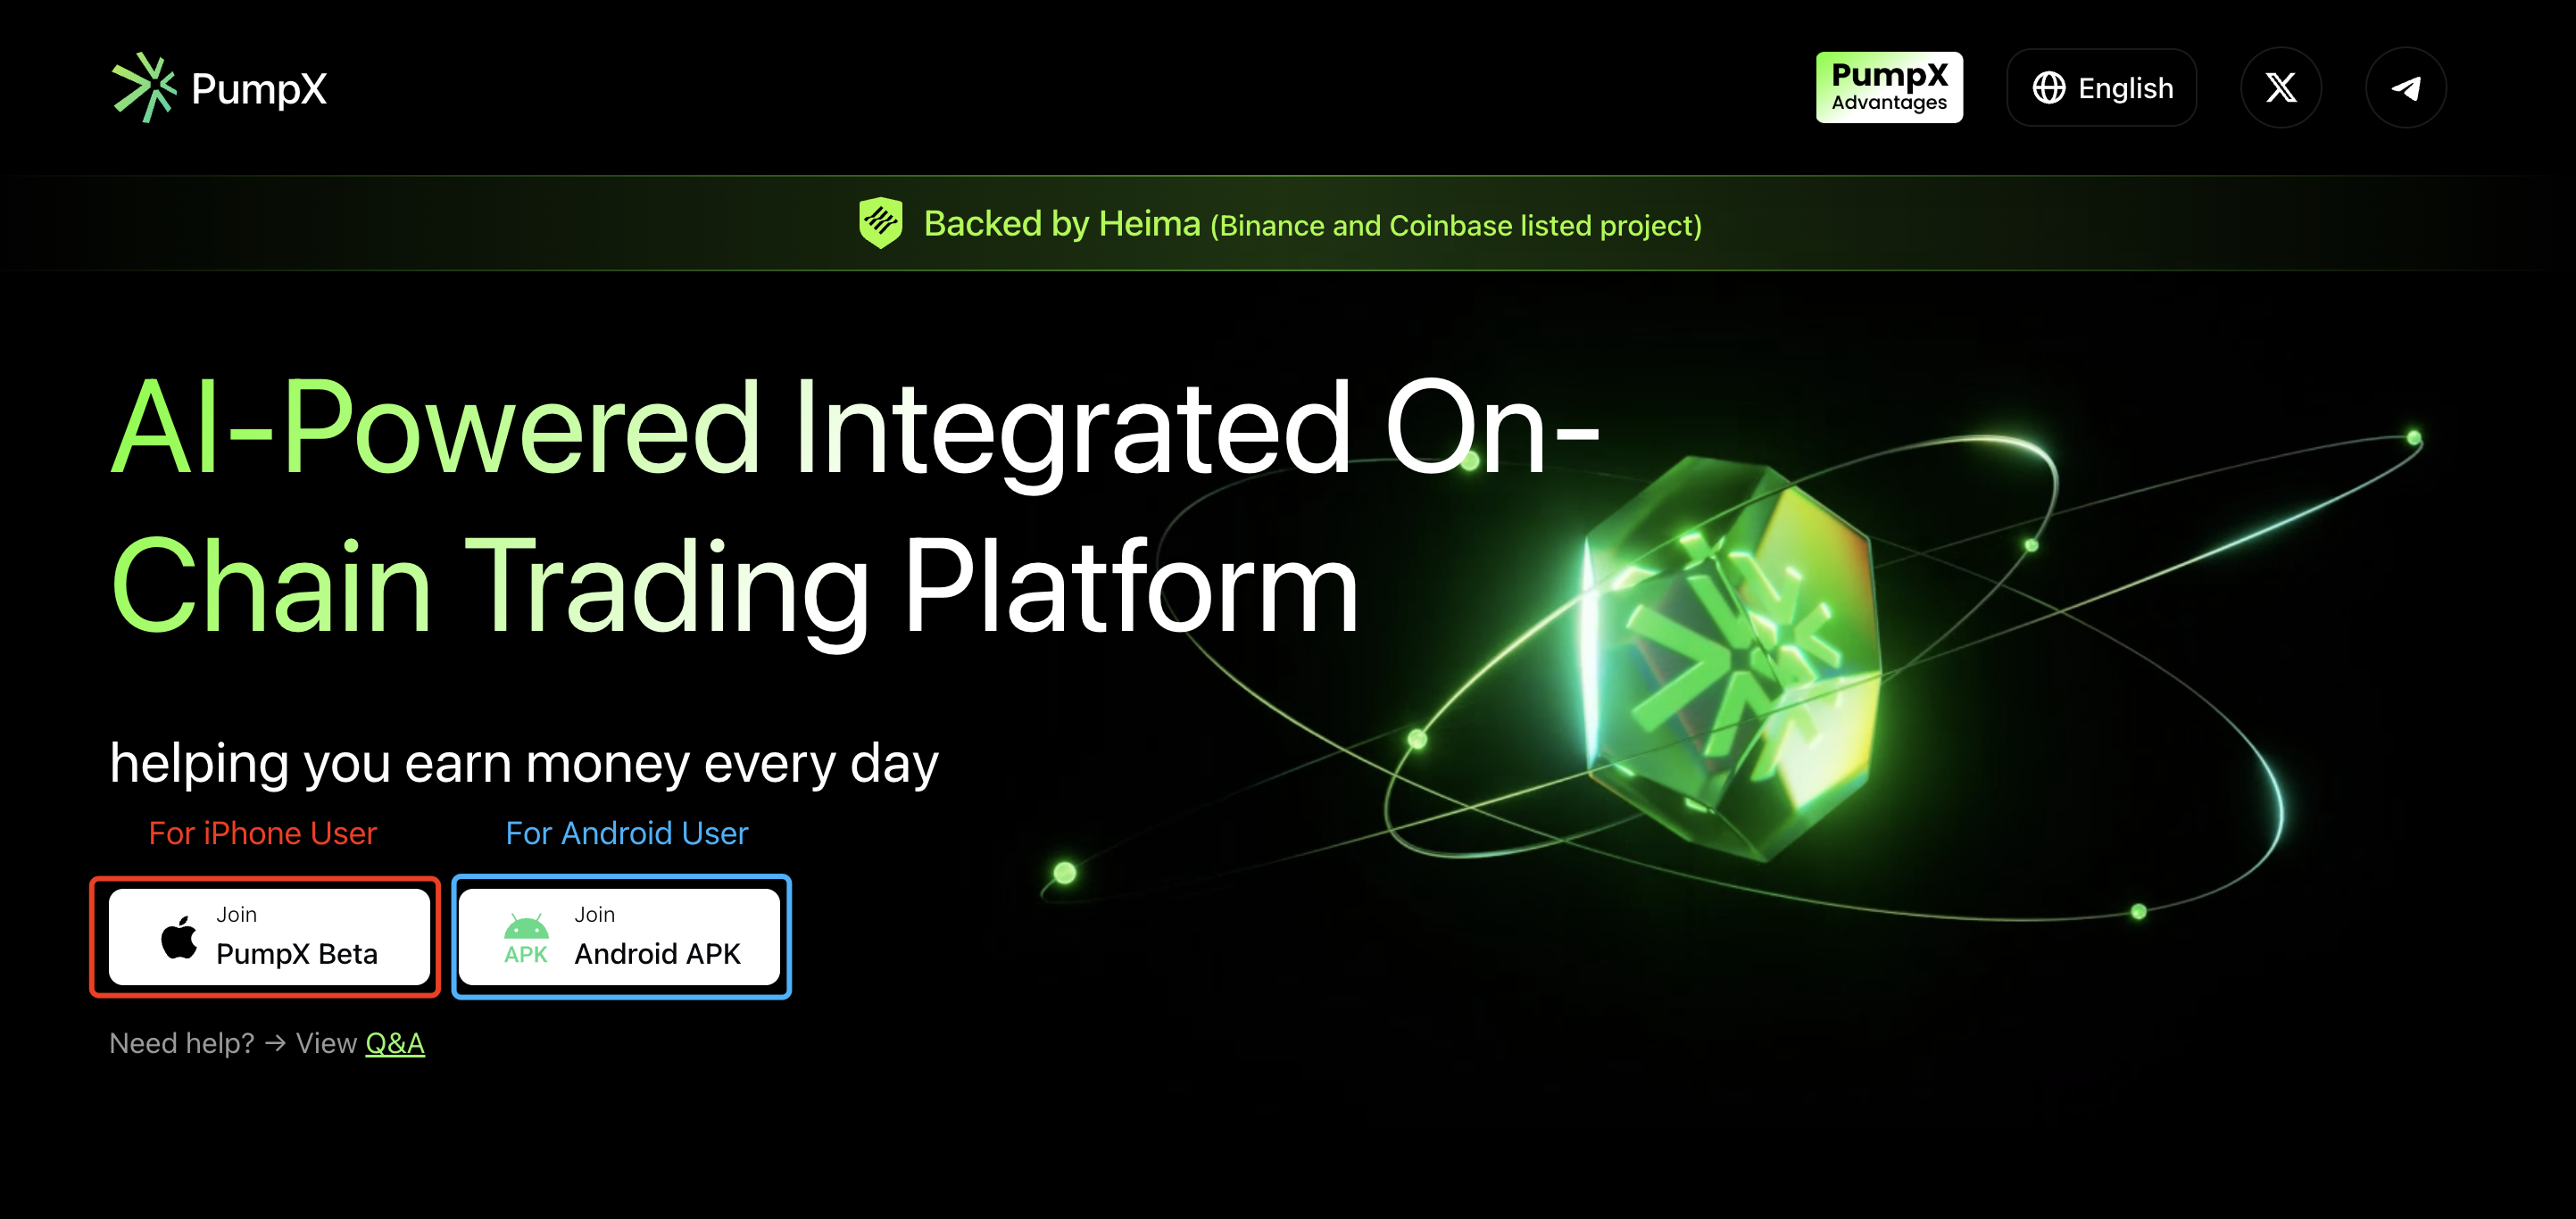 PumpX
PumpX
Advantages
English
Backed by Heima (Binance and Coinbase listed project)
AI-Powered Integrated On-
Chain Trading Platform
helping you earn money every day
For iPhone User
For Android User
Join
PumpX Beta
APK
Join
Android APK
Need help? → View Q&A